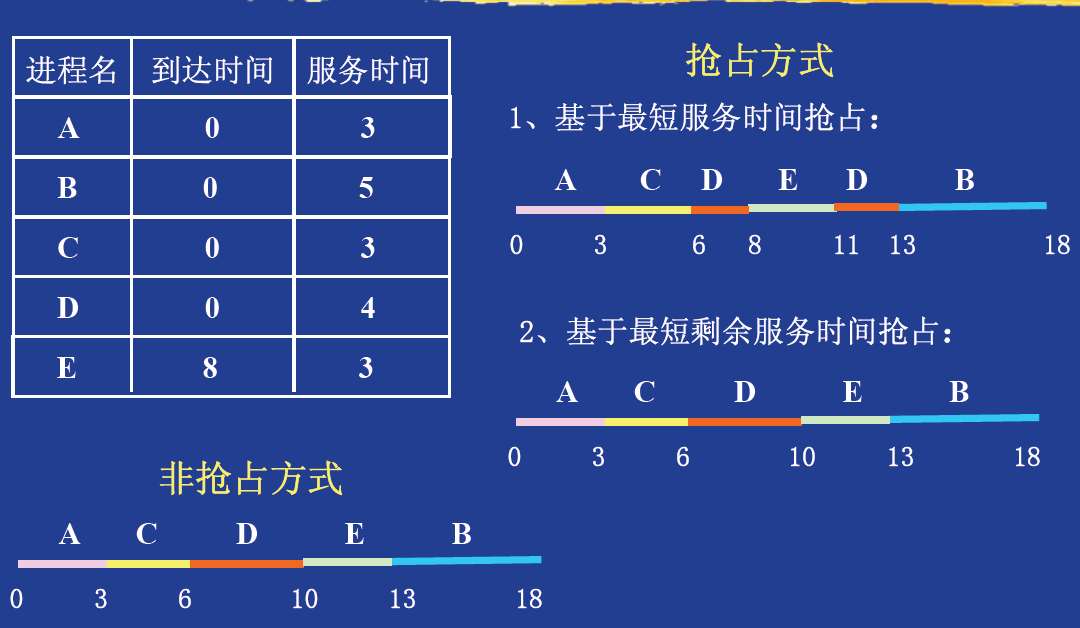 进程名 到达时间 服务时间
A 0 3
B 0 5
C 0 3
D 0 4
E 8 3
非抢占方式
A C D E B
0 3 6 10 13 18
抢占方式
1、基于最短服务时间抢占：
A C D E D B
0 3 6 8 11 13 18
2、基于最短剩余服务时间抢占：
A C D E B
0 3 6 10 13 18